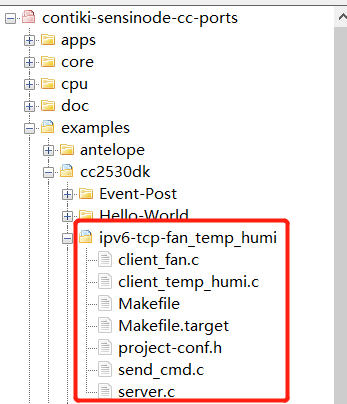 contiki-sensinode-cc-ports
apps
core
cpu
doc
examples
antelope
cc2530dk
Event-Post
Hello-World
ipv6-tcp-fan_temp_humi
client_fan.c
client_temp_humi.c
Makefile
Makefile.target
project-conf.h
send_cmd.c
server.c